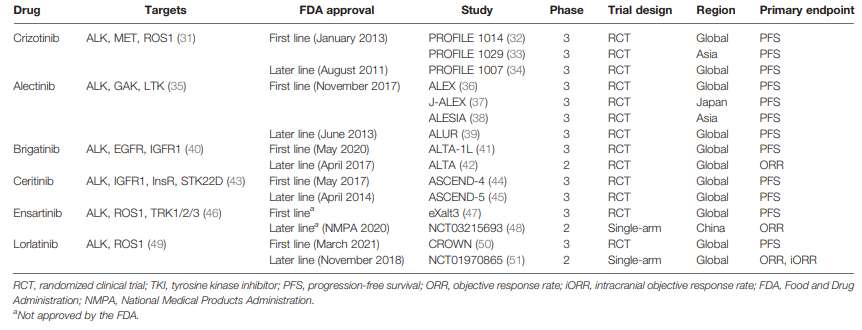 Drug Targets FDA approval Study Phase Trial design Region Primary endpoint
Crizotinib ALK, MET, ROS1 (31) First line (January 2013) PROFILE 1014 (32) 3 RCT Global PFS
PROFILE 1029 (33) 3 RCT Asia PFS
Later line (August 2011) PROFILE 1007 (34) 3 RCT Global PFS
Alectinib ALK, GAK, LTK (35) First line (November 2017) ALEX (36) 3 RCT Global PFS
J-ALEX (37) 3 RCT Japan PFS
ALESIA (38) 3 RCT Asia PFS
Later line (June 2013) ALUR (39) 3 RCT Global PFS
Brigatinib ALK, EGFR, IGFR1 (40) First line (May 2020) ALTA-1L (41) 3 RCT Global PFS
Later line (April 2017) ALTA (42) 2 RCT Global ORR
Ceritinib ALK, IGFR1, InsR, STK22D (43) First line (May 2017) ASCEND-4 (44) 3 RCT Global PFS
Later line (April 2014) ASCEND-5 (45) 3 RCT Global PFS
Ensartinib ALK, ROS1, TRK1/2/3 (46) First lineᵃ eXalt3 (47) 3 RCT Global PFS
Later lineᵃ (NMPA 2020) NCT03215693 (48) 2 Single-arm China ORR
Lorlatinib ALK, ROS1 (49) First line (March 2021) CROWN (50) 3 RCT Global PFS
Later line (November 2018) NCT01970865 (51) 2 Single-arm Global ORR, iORR
RCT, randomized clinical trial; TKI, tyrosine kinase inhibitor; PFS, progression-free survival; ORR, objective response rate; iORR, intracranial objective response rate; FDA, Food and Drug
Administration; NMPA, National Medical Products Administration.
ᵃNot approved by the FDA.